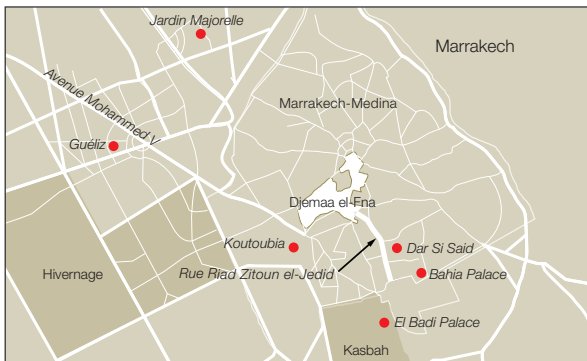 Jardin Majorelle
Marrakech
Avenue Mohammed V
Marrakech-Medina
Guéliz
Djemaa el-Fna
Koutoubia
Dar Si Said
Hivernage
Rue Riad Zitoun el-Jedid
Bahia Palace
El Badi Palace
Kasbah